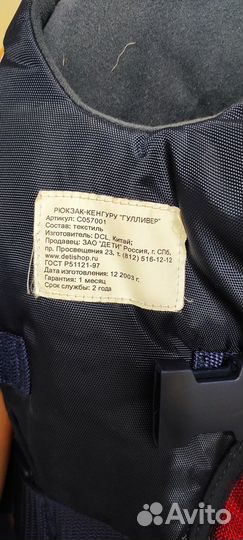 РЮКЗАК-КЕНГУРУ "ГУЛЛИВЕР"
Артикул: С057001
Состав: текстиль
Изготовитель: DCL, Китай;
Продавец: ЗАО "ДЕТИ" Россия, г. СПб,
пр. Просвещения 23, т. (812) 516-12-12
www.detishop.ru
ГОСТ Р51121-97
Дата изготовления: 12 2003 г.
Гарантия: 1 месяц
Срок службы: 2 года
Avito